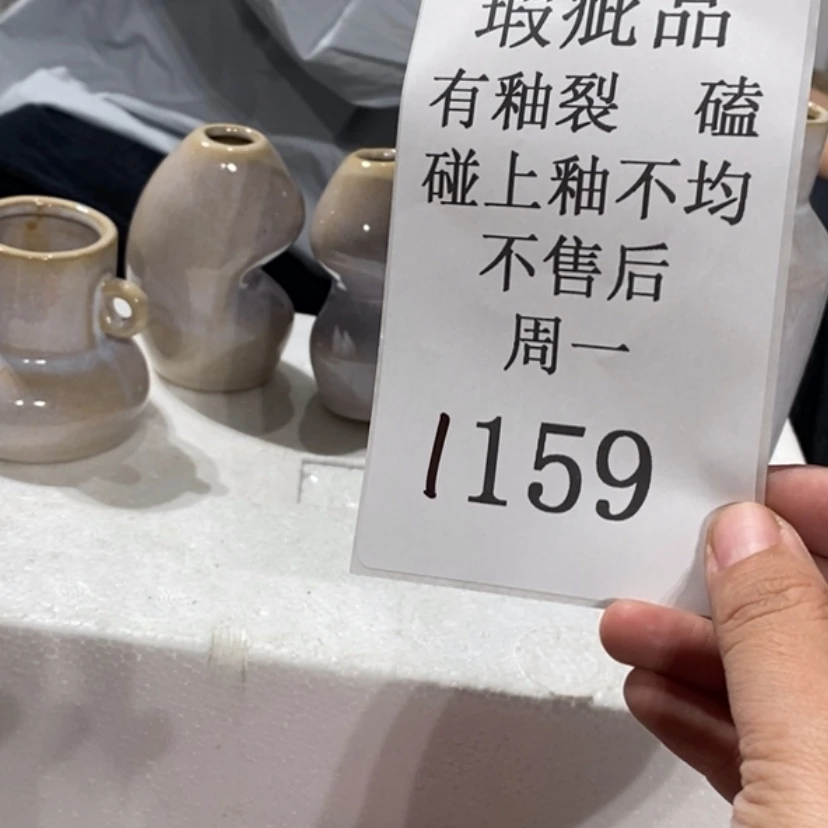 瑕疵品
有釉裂 磕
碰上釉不均
不售后
周一
1159